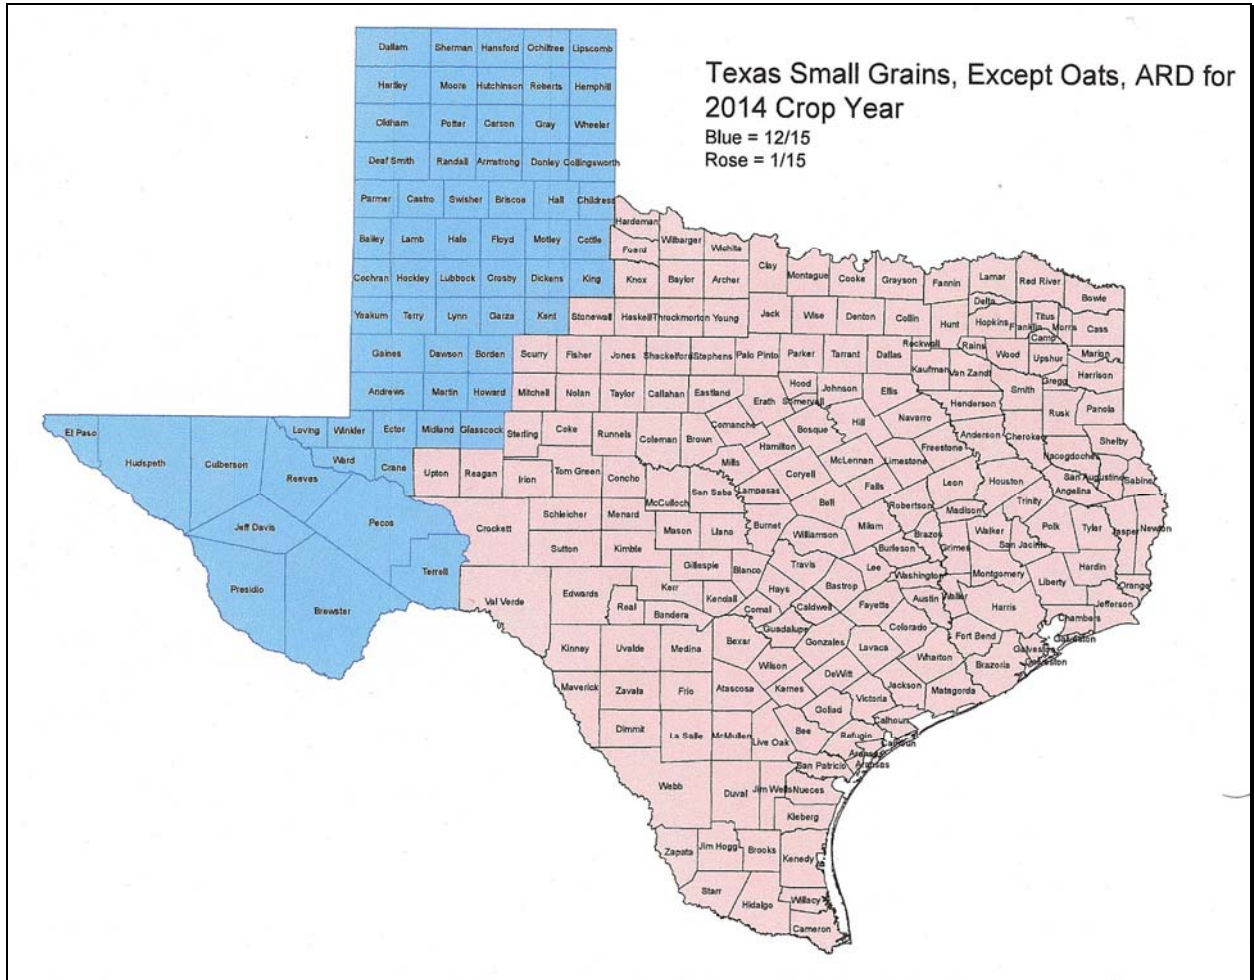 Texas Small Grains, Except Oats, ARD for
2014 Crop Year
Blue = 12/15
Rose = 1/15
Dallam Sherman Hansford Ochiltree Lipscomb
Hartley Moore Hutchinson Roberts Hemphill
Oldham Potter Carson Gray Wheeler
Deaf Smith Randall Armstrong Donley Collingsworth
Parmer Castro Swisher Briscoe Hall Childress
Hardeman
Bailey Lamb Hale Floyd Motley Cottle Foard Wilbarger Wichita
Cochran Hockley Lubbock Crosby Dickens King Knox Baylor Archer Clay Montague Cooke Grayson Fannin Lamar Red River Bowie
Delta
Yoakum Terry Lynn Garza Kent Stonewall Haskell Throckmorton Young Jack Wise Denton Collin Hunt Hopkins Franklin Titus Morris Cass
Camp
Rockwall Rains
Gaines Dawson Borden Scurry Fisher Jones Shackelford Stephens Palo Pinto Parker Tarrant Dallas Wood Upshur Marion
Kaufman Van Zandt Gregg Harrison
Andrews Martin Howard Mitchell Nolan Taylor Callahan Eastland Erath Hood Johnson Ellis Smith
Somervell Henderson Rusk Panola
El Paso Loving Winkler Ector Midland Glasscock Sterling Coke Runnels Coleman Brown Comanche Bosque Hill Navarro Anderson Cherokee Shelby
Hamilton Freestone Nacogdoches
Hudspeth Culberson Reeves Ward Crane Upton Reagan Irion Tom Green Concho Mills McLennan Limestone San Augustine Sabine
Coryell Leon Houston Angelina
McCulloch San Saba Lampasas Bell Falls Robertson Madison Trinity
Jeff Davis Pecos Crockett Schleicher Menard Mason Llano Burnet Williamson Milam Brazos Walker Polk Tyler Jasper Newton
Sutton Kimble Burleson Grimes San Jacinto
Terrell Gillespie Blanco Travis Lee Washington Montgomery Liberty Hardin Orange
Presidio Brewster Val Verde Edwards Real Kerr Kendall Hays Bastrop Austin Waller Harris Jefferson
Bandera Comal Caldwell Fayette Chambers
Guadalupe Colorado Fort Bend Galveston
Kinney Uvalde Medina Bexar Gonzales Lavaca Wharton Brazoria Galveston
Wilson Galveston
Maverick Zavala Frio Atascosa Karnes DeWitt Jackson Matagorda
Goliad Victoria
Dimmit La Salle McMullen Live Oak Bee Refugio Calhoun
Calhoun
Aransas
San Patricio Aransas
Webb Duval Jim Wells Nueces
Kleberg
Zapata Jim Hogg Brooks Kenedy
Starr Hidalgo Willacy
Cameron